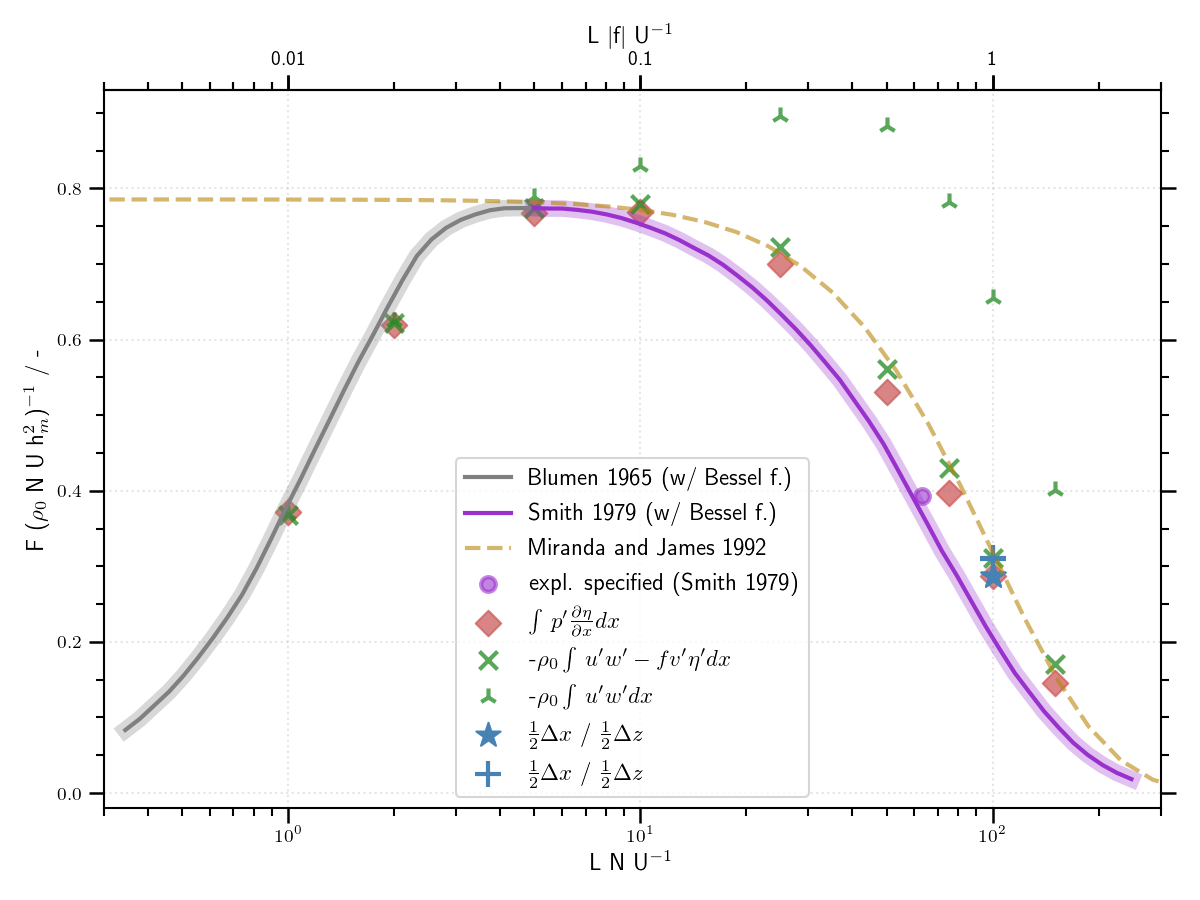 L |f| U⁻¹
0.01 0.1 1
F (ρ₀ N U h²ₘ)⁻¹ / -
0.8
0.6
0.4
0.2
0.0
Blumen 1965 (w/ Bessel f.)
Smith 1979 (w/ Bessel f.)
Miranda and James 1992
expl. specified (Smith 1979)
∫ p′ ∂η/∂x dx
-ρ₀ ∫ u′w′ − fv′η′dx
-ρ₀ ∫ u′w′dx
½Δx / ½Δz
½Δx / ½Δz
10⁰ 10¹ 10²
L N U⁻¹